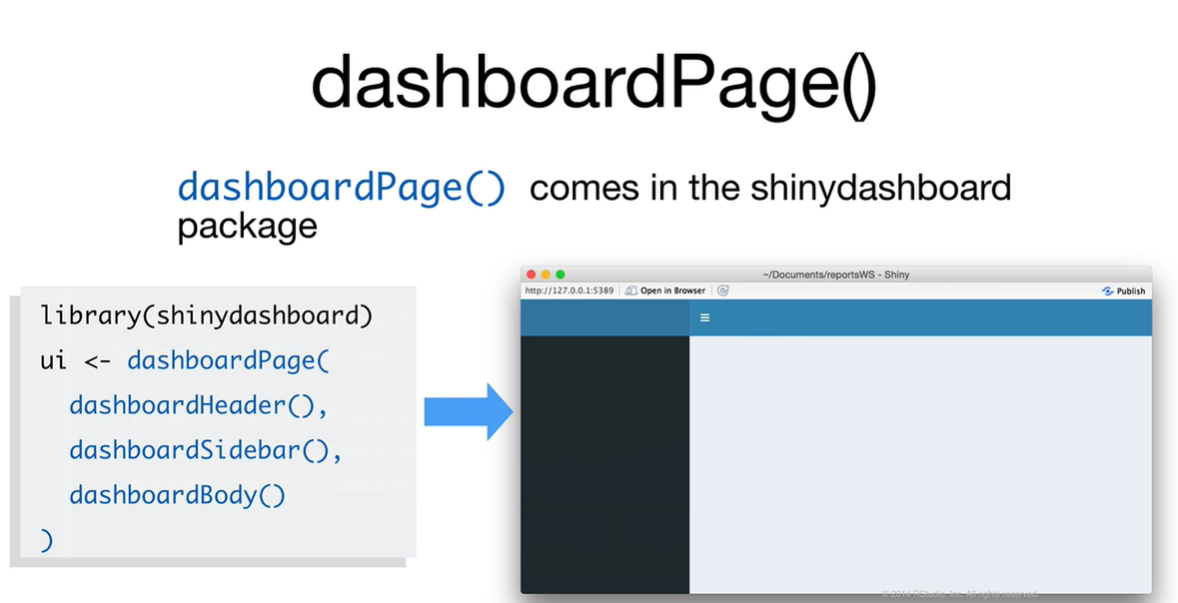 dashboardPage()
dashboardPage() comes in the shinydashboard
package
library(shinydashboard)
ui <- dashboardPage(
dashboardHeader(),
dashboardSidebar(),
dashboardBody()
)
~/Documents/reportsWS - Shiny
http://127.0.0.1:5389 Open in Browser Publish
© 2014 RStudio, Inc. All rights reserved.